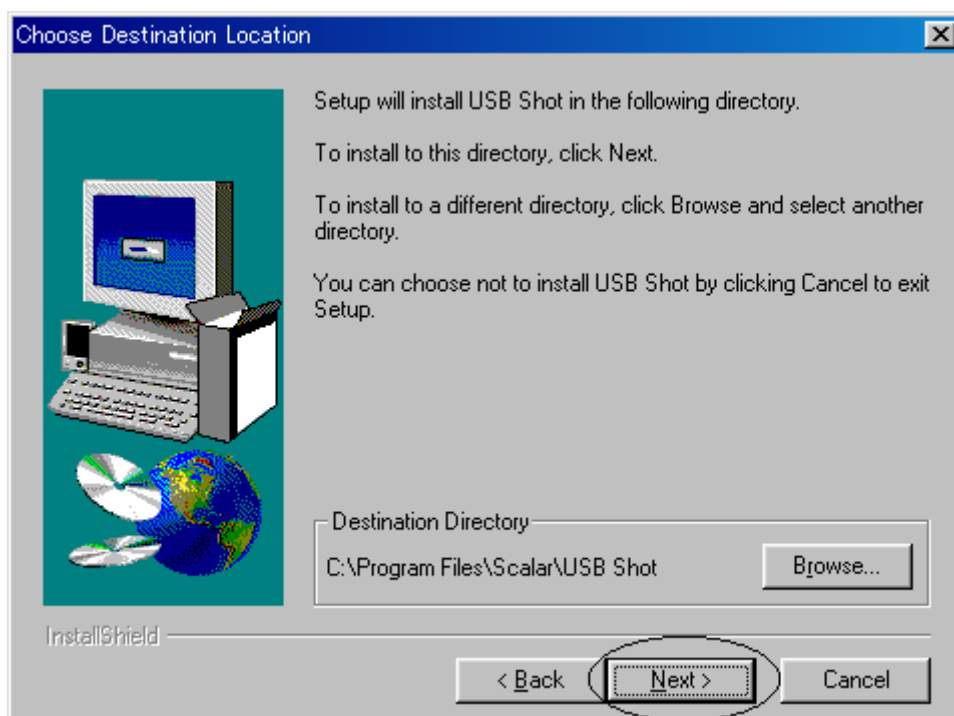 Choose Destination Location
Setup will install USB Shot in the following directory.
To install to this directory, click Next.
To install to a different directory, click Browse and select another
directory.
You can choose not to install USB Shot by clicking Cancel to exit
Setup.
Destination Directory
C:\Program Files\Scalar\USB Shot
Browse...
InstallShield
< Back
Next >
Cancel